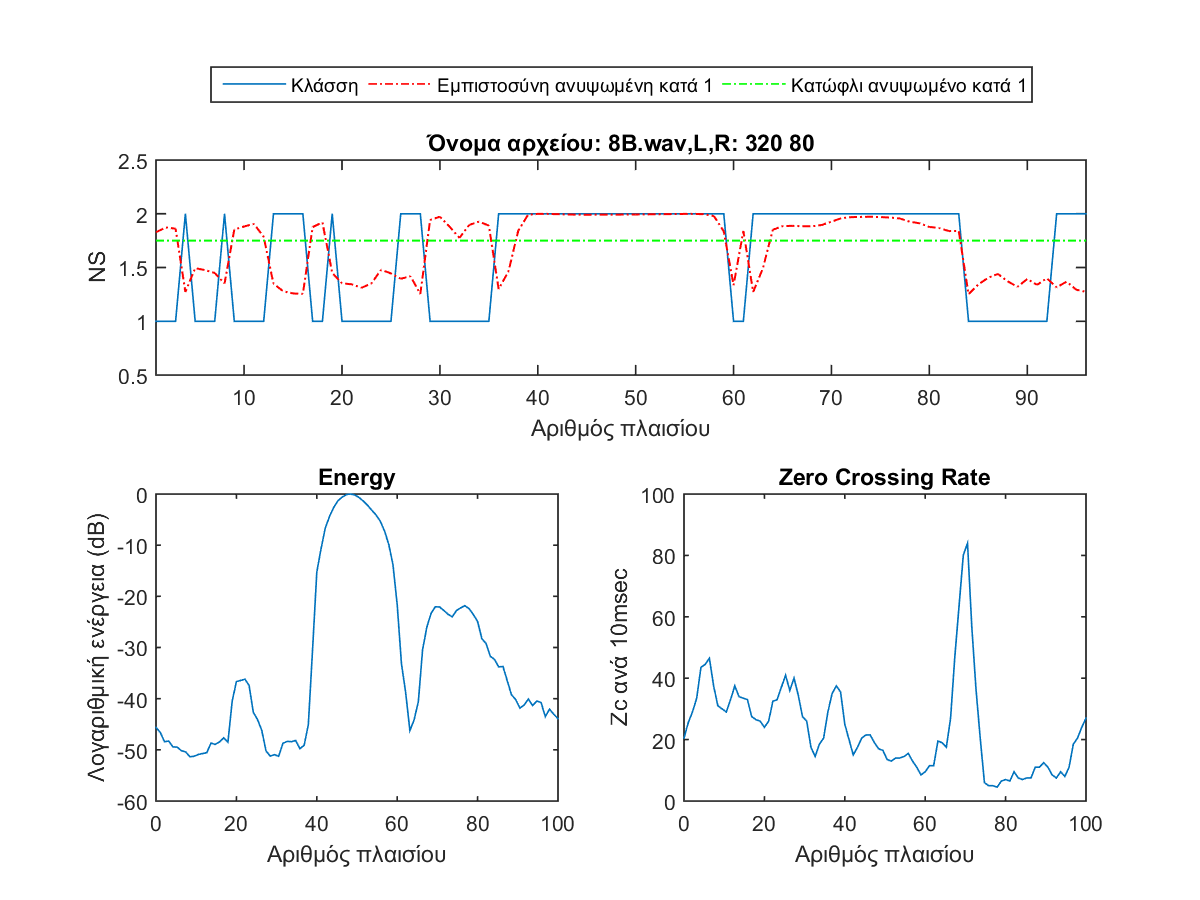 Κλάσση Εμπιστοσύνη ανυψωμένη κατά 1 Κατώφλι ανυψωμένο κατά 1
Όνομα αρχείου: 8B.wav,L,R: 320 80
NS
2.5
2
1.5
1
0.5
10 20 30 40 50 60 70 80 90
Αριθμός πλαισίου
Energy
Λογαριθμική ενέργεια (dB)
0
-10
-20
-30
-40
-50
-60
0 20 40 60 80 100
Αριθμός πλαισίου
Zero Crossing Rate
Zc ανά 10msec
100
80
60
40
20
0
0 20 40 60 80 100
Αριθμός πλαισίου